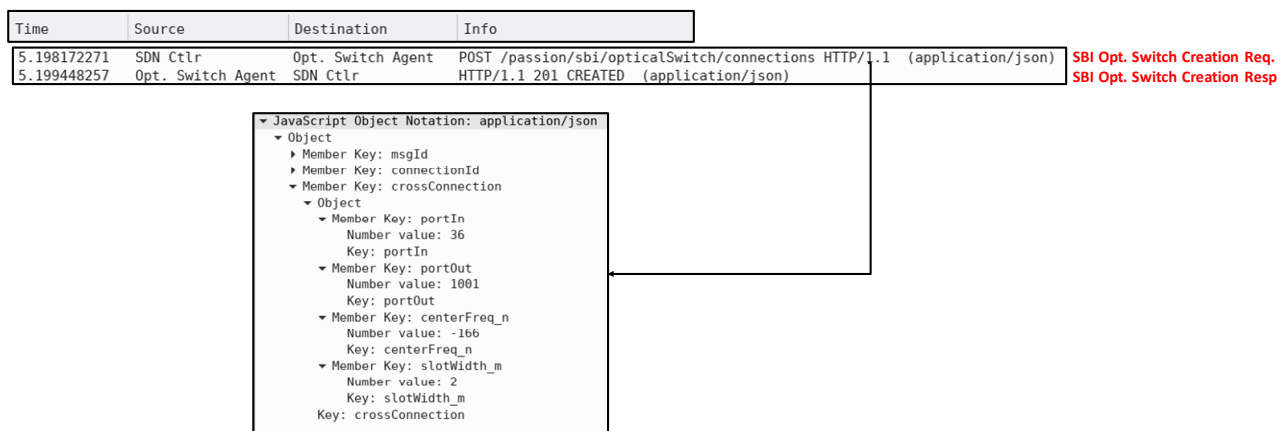 Time Source Destination Info
5.198172271 SDN Ctlr Opt. Switch Agent POST /passion/sbi/opticalSwitch/connections HTTP/1.1 (application/json) SBI Opt. Switch Creation Req.
5.199448257 Opt. Switch Agent SDN Ctlr HTTP/1.1 201 CREATED (application/json) SBI Opt. Switch Creation Resp
JavaScript Object Notation: application/json
Object
Member Key: msgId
Member Key: connectionId
Member Key: crossConnection
Object
Member Key: portIn
Number value: 36
Key: portIn
Member Key: portOut
Number value: 1001
Key: portOut
Member Key: centerFreq_n
Number value: -166
Key: centerFreq_n
Member Key: slotWidth_m
Number value: 2
Key: slotWidth_m
Key: crossConnection